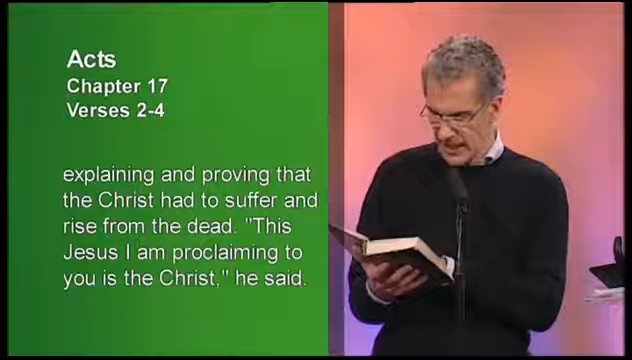 Acts
Chapter 17
Verses 2-4
explaining and proving that
the Christ had to suffer and
rise from the dead. "This
Jesus I am proclaiming to
you is the Christ," he said.